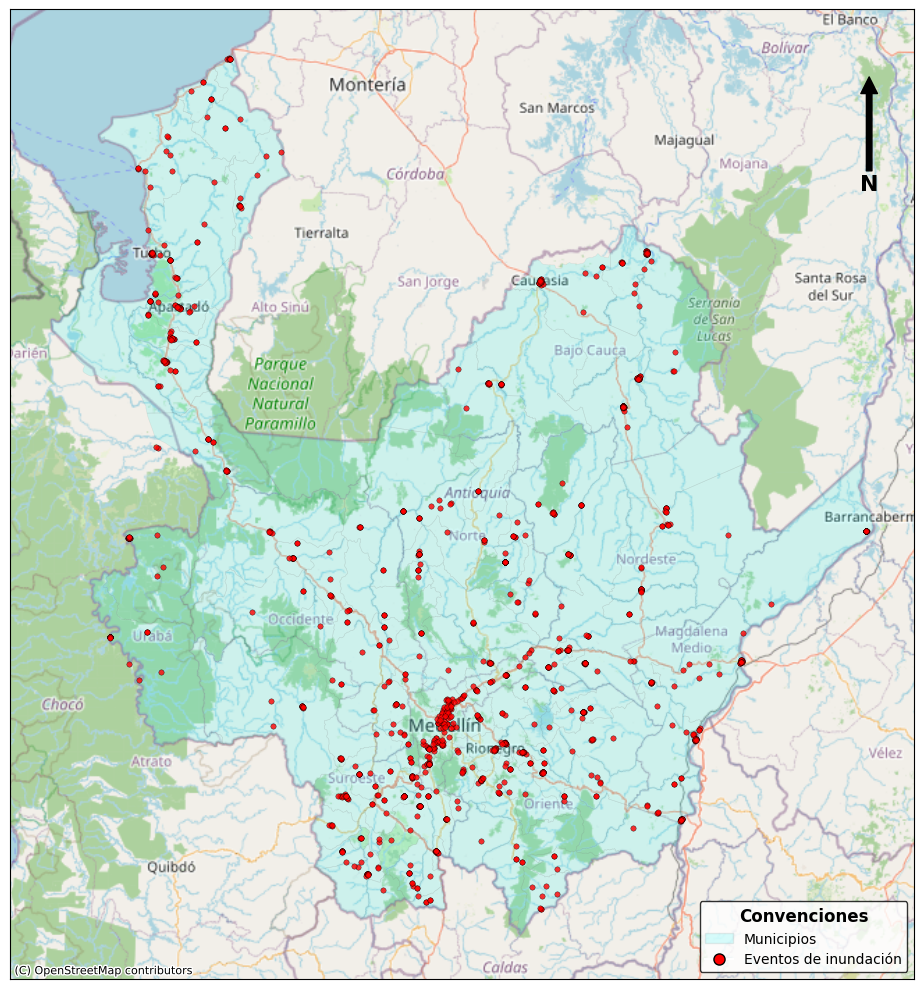 El Banco
Bolívar
Montería
San Marcos
Majagual
Mojana
N
Córdoba
Tierralta
San Jorge
Caucasia
Santa Rosa
del Sur
Turbo
Apartadó
Alto Sinú
Serranía
de San
Lucas
Darién
Bajo Cauca
Parque
Nacional
Natural
Paramillo
Antioquia
Norte
Barrancaberm
Nordeste
Occidente
Urabá
Magdalena
Medio
Chocó
Medellín
Rionegro
Vélez
Atrato
Suroeste
Oriente
Quibdó
Caldas
Convenciones
Municipios
Eventos de inundación
(C) OpenStreetMap contributors